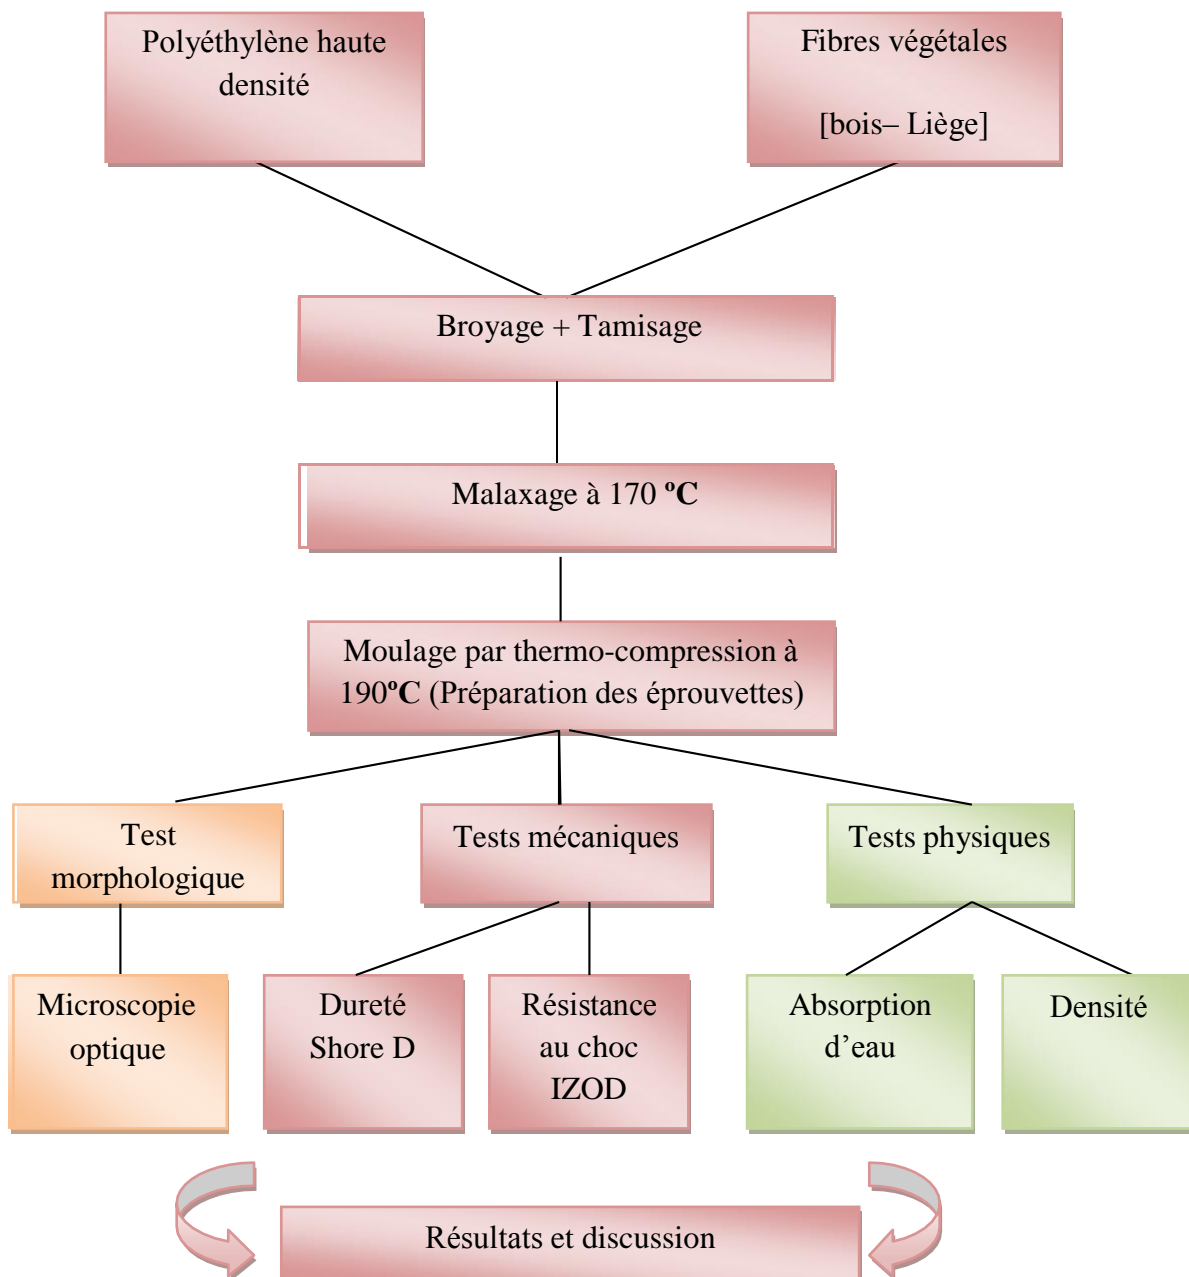 Polyéthylène haute
densité
Fibres végétales
[bois– Liège]
Broyage + Tamisage
Malaxage à 170 ºC
Moulage par thermo-compression à
190ºC (Préparation des éprouvettes)
Test
morphologique
Tests mécaniques
Tests physiques
Microscopie
optique
Dureté
Shore D
Résistance
au choc
IZOD
Absorption
d’eau
Densité
Résultats et discussion